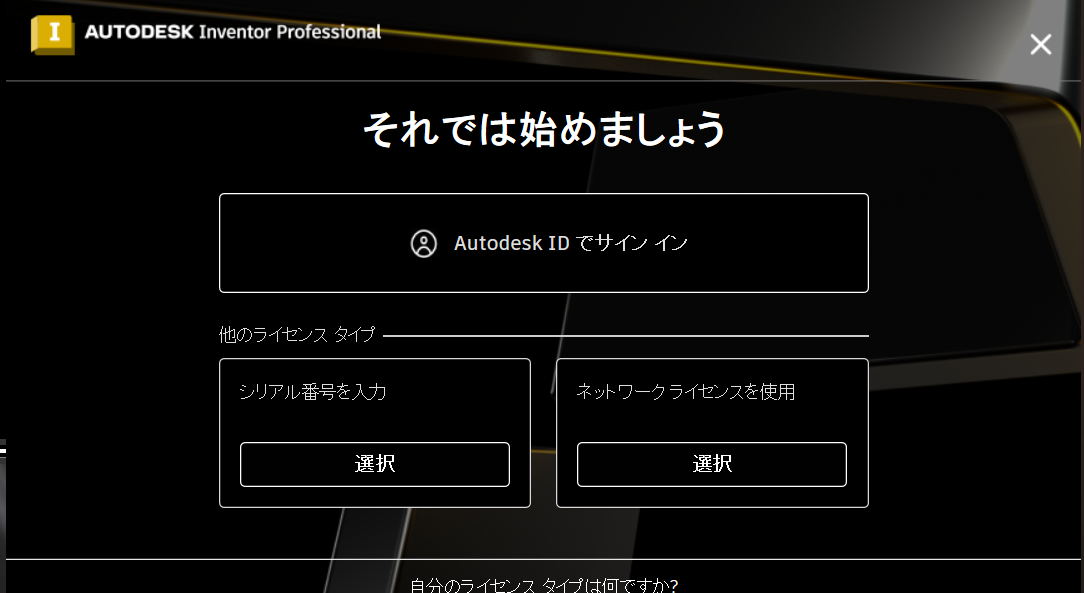 I AUTODESK Inventor Professional
それでは始めましょう
Autodesk ID でサイン イン
他のライセンス タイプ
シリアル番号を入力
ネットワーク ライセンスを使用
選択
選択
自分のライセンス タイプは何ですか?